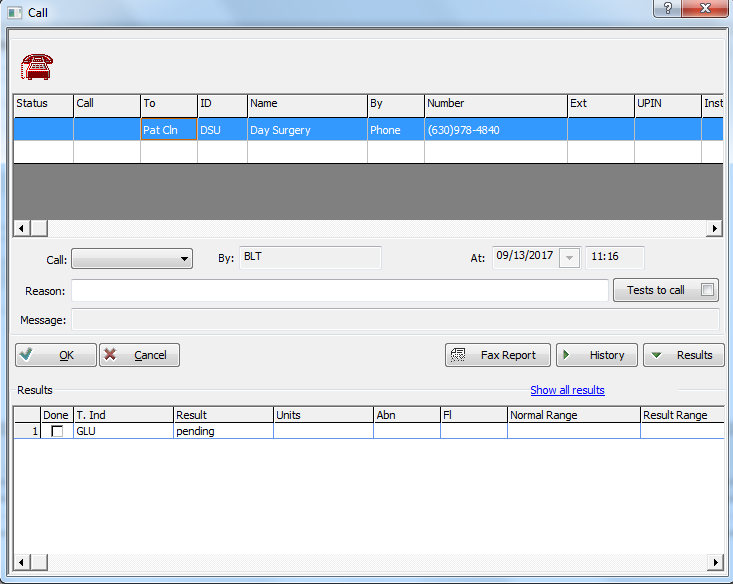 Call
?
Status Call To ID Name By Number Ext UPIN Inst
Pat Cln DSU Day Surgery Phone (630)978-4840
Call: By: BLT At: 09/13/2017 11:16
Reason: Tests to call
Message:
OK Cancel Fax Report History Results
Results Show all results
Done T. Ind Result Units Abn Fl Normal Range Result Range
1 GLU pending